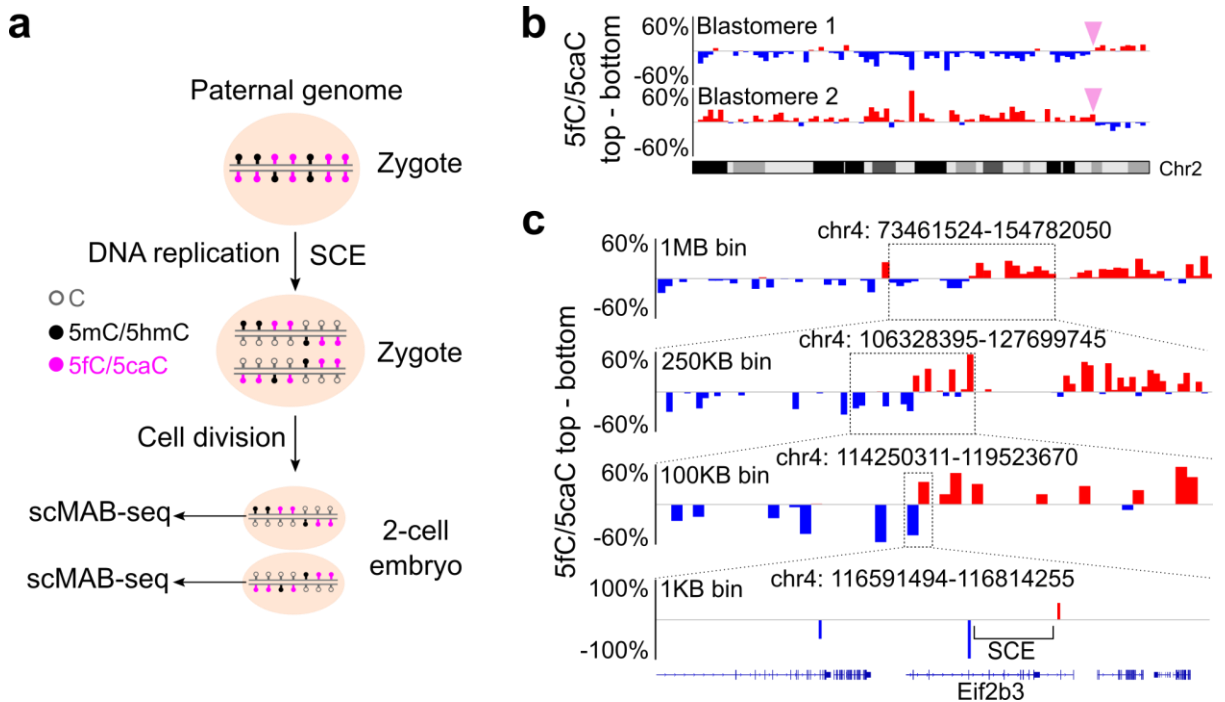 a
Paternal genome
Zygote
DNA replication
SCE
C
5mC/5hmC
5fC/5caC
Zygote
Cell division
scMAB-seq
scMAB-seq
2-cell
embryo
b
5fC/5caC
top - bottom
60%
-60%
Blastomere 1
60%
-60%
Blastomere 2
Chr2
c
5fC/5caC top - bottom
chr4: 73461524-154782050
60%
-60%
1MB bin
chr4: 106328395-127699745
60%
-60%
250KB bin
chr4: 114250311-119523670
60%
-60%
100KB bin
chr4: 116591494-116814255
100%
-100%
1KB bin
SCE
Eif2b3